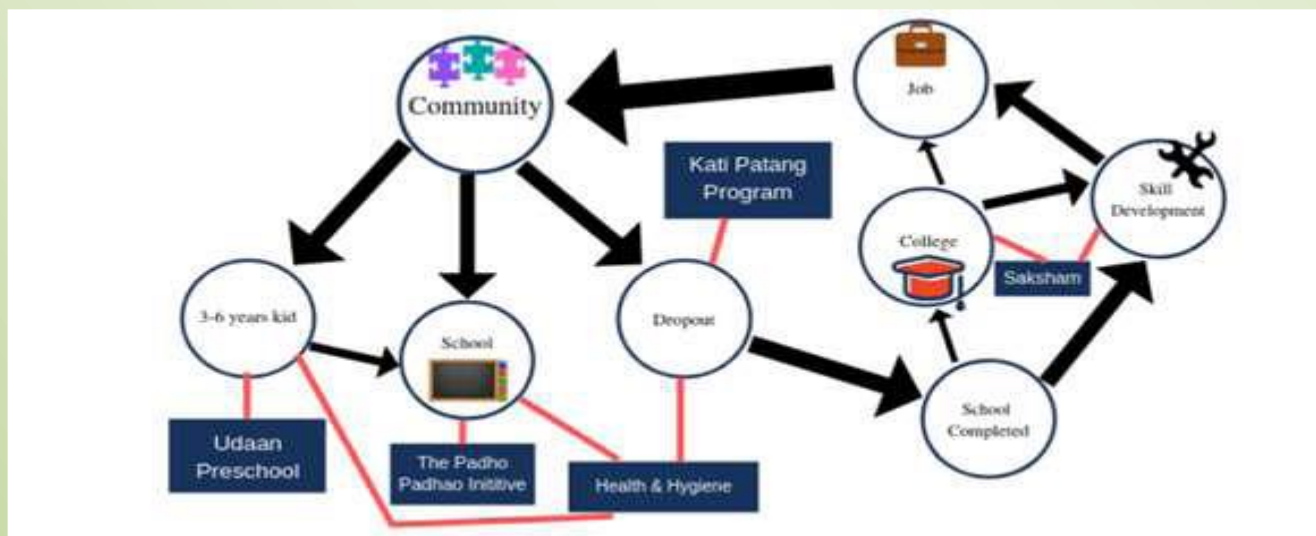 Community
Job
Kati Patang
Program
Skill
Development
College
Saksham
3-6 years kid
School
Dropout
School
Completed
Udaan
Preschool
The Padho
Padhao Inititive
Health & Hygiene